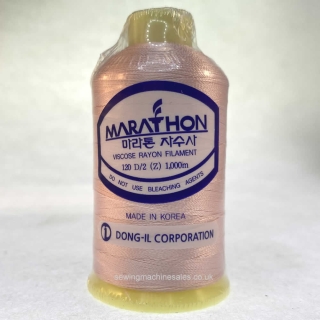 MARATHON
마라톤 자수사
VISCOSE RAYON FILAMENT
120 D/2 (Z) 1,000m
DO NOT USE BLEACHING AGENTS
MADE IN KOREA
DONG-IL CORPORATION
sewingmachinesales.co.uk